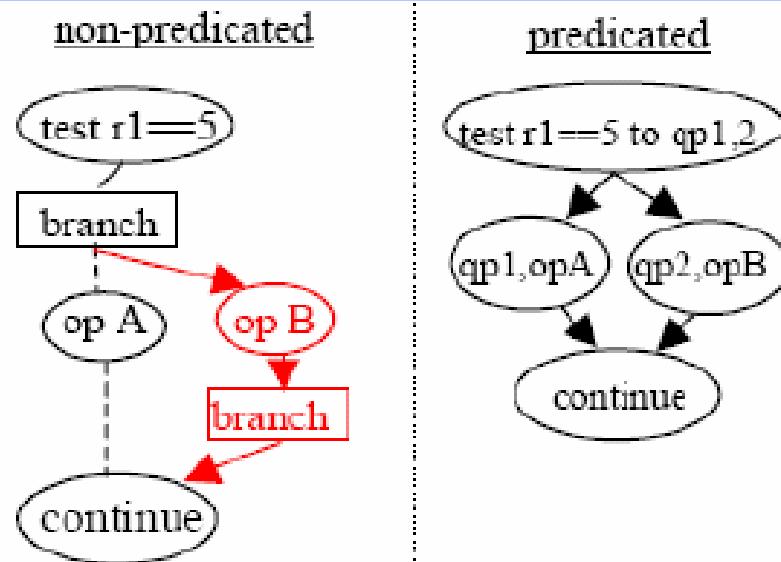 non-predicated
test r1==5
branch
op A
op B
branch
continue
predicated
test r1==5 to qp1,2
qp1,opA
qp2,opB
continue